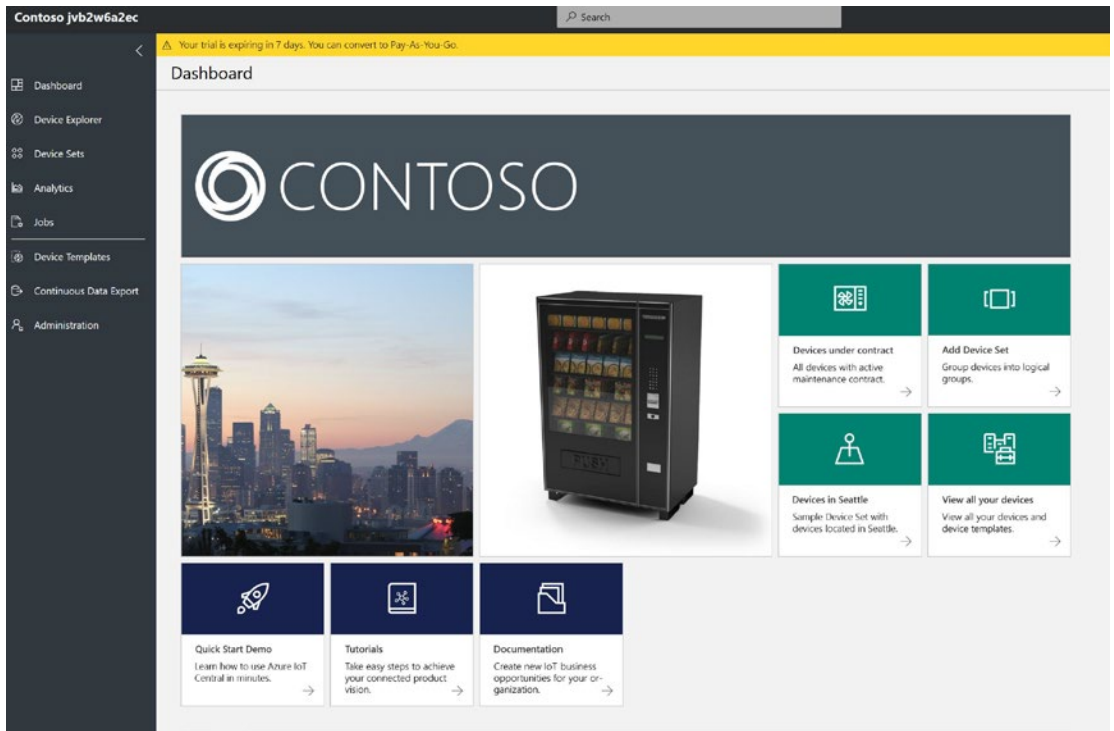 Contoso jvb2w6a2ec
Search
Your trial is expiring in 7 days. You can convert to Pay-As-You-Go.
Dashboard
Dashboard
Device Explorer
Device Sets
Analytics
Jobs
Device Templates
Continuous Data Export
Administration
CONTOSO
PUSH
Devices under contract
All devices with active
maintenance contract.
Add Device Set
Group devices into logical
groups.
Devices in Seattle
Sample Device Set with
devices located in Seattle.
View all your devices
View all your devices and
device templates.
Quick Start Demo
Learn how to use Azure IoT
Central in minutes.
Tutorials
Take easy steps to achieve
your connected product
vision.
Documentation
Create new IoT business
opportunities for your or-
ganization.